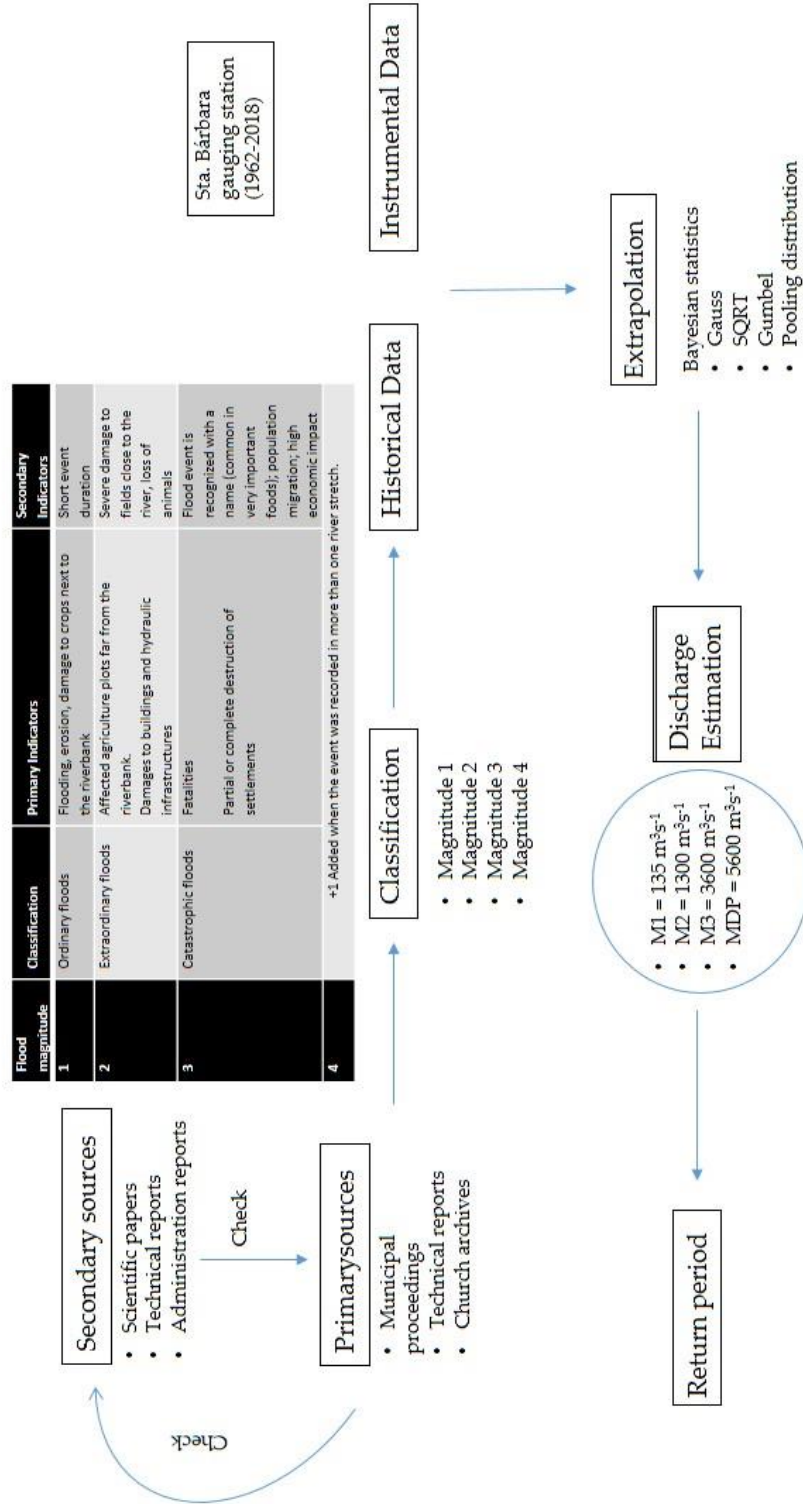 Secondary sources
• Scientific papers
• Technical reports
• Administration reports
Check
Check
Primarysources
• Municipal
proceedings
• Technical reports
• Church archives
Flood
magnitude
Classification
Primary Indicators
Secondary
Indicators
1
Ordinary floods
Flooding, erosion, damage to crops next to
the riverbank
Short event
duration
2
Extraordinary floods
Affected agriculture plots far from the
riverbank.
Damages to buildings and hydraulic
infrastructures
Severe damage to
fields close to the
river, loss of
animals
3
Catastrophic floods
Fatalities
Partial or complete destruction of
settlements
Flood event is
recognized with a
name (common in
very important
foods); population
migration; high
economic impact
4
+1 Added when the event was recorded in more than one river stretch.
Sta. Bárbara
gauging station
(1962-2018)
Classification
• Magnitude 1
• Magnitude 2
• Magnitude 3
• Magnitude 4
Historical Data
Instrumental Data
Extrapolation
Bayesian statistics
• Gauss
• SQRT
• Gumbel
• Pooling distribution
Discharge
Estimation
• M1 = 135 m³s⁻¹
• M2 = 1300 m³s⁻¹
• M3 = 3600 m³s⁻¹
• MDP = 5600 m³s⁻¹
Return period